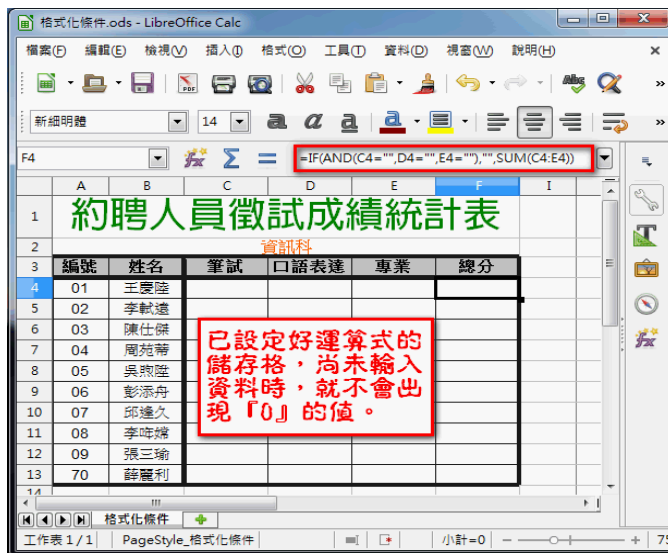 格式化條件.ods - LibreOffice Calc
檔案(F) 編輯(E) 檢視(V) 插入(I) 格式(O) 工具(T) 資料(D) 視窗(W) 說明(H)
新細明體 14
F4 =IF(AND(C4="",D4="",E4=""),"",SUM(C4:E4))
A B C D E F I
1 約聘人員徵試成績統計表
2 資訊科
3 編號 姓名 筆試 口語表達 專業 總分
4 01 王慶陸
5 02 李軾遠
6 03 陳仕傑
7 04 周苑蒂
8 05 吳煦陞
9 06 彭添舟
10 07 邱逢久
11 08
12 09 張三瑜
13 70 薛麗利
14
已設定好運算式的
儲存格，尚未輸入
資料時，就不會出
現『0』的值。
格式化條件
工作表 1 / 1 PageStyle_格式化條件 小計=0